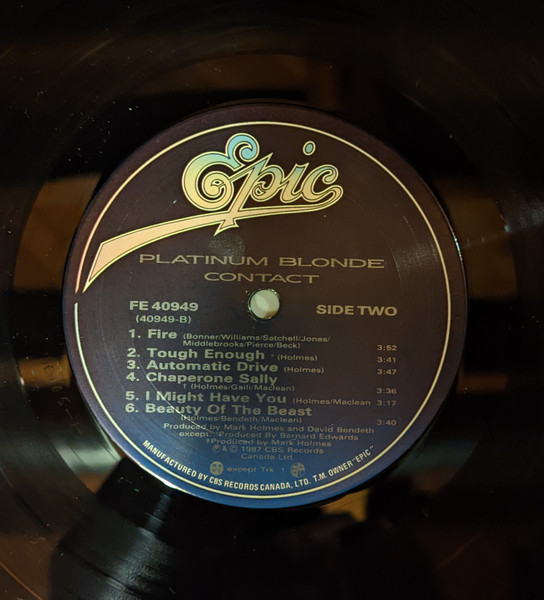 Epic
PLATINUM BLONDE
CONTACT
FE 40949
(40949-B)
SIDE TWO
1. Fire (Bonner/Williams/Satchell/Jones/
Middlebrooks/Pierce/Beck) 3:52
2. Tough Enough * (Holmes) 3:41
3. Automatic Drive (Holmes) 3:47
4. Chaperone Sally
† (Holmes/Galli/Maclean) 3:36
5. I Might Have You (Holmes/Maclean 3:17
6. Beauty Of The Beast
(Holmes/Bendeth/Maclean) 3:40
Produced by Mark Holmes and David Bendeth
except: *Produced By Bernard Edwards
†Produced by Mark Holmes
℗ & © 1987 CBS Records
Canada Ltd.
except Trk 1
MANUFACTURED BY CBS RECORDS CANADA, LTD. T.M. OWNER "EPIC"